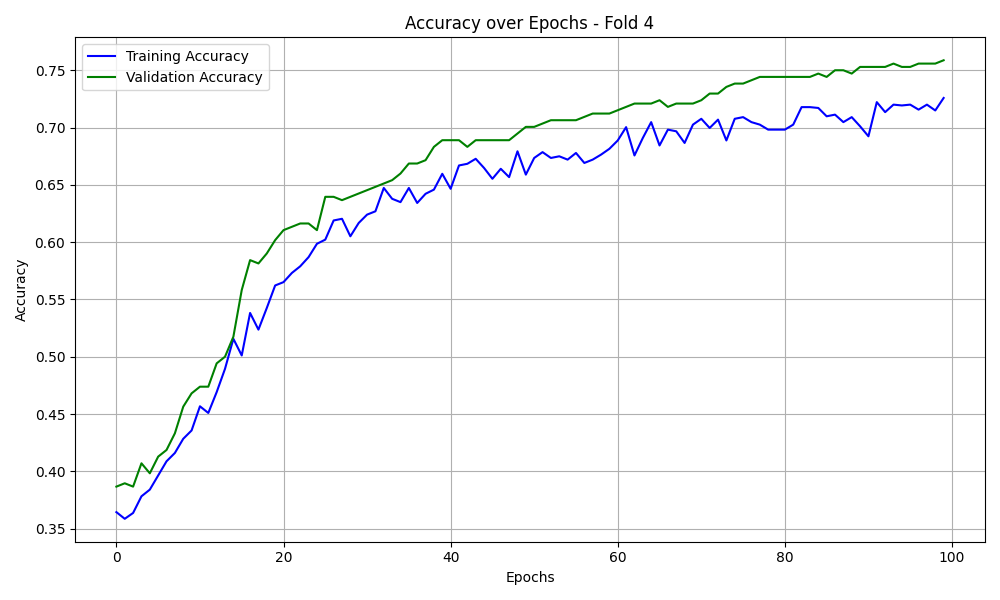 Accuracy over Epochs - Fold 4
Training Accuracy
Validation Accuracy
Accuracy
0.75
0.70
0.65
0.60
0.55
0.50
0.45
0.40
0.35
0 20 40 60 80 100
Epochs